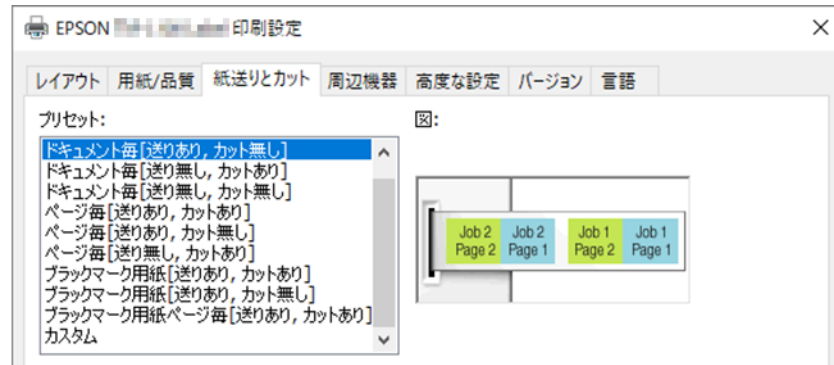 EPSON 印刷設定
レイアウト 用紙/品質 紙送りとカット 周辺機器 高度な設定 バージョン 言語
プリセット:
図:
ドキュメント毎[送りあり, カット無し]
ドキュメント毎[送り無し, カットあり]
ドキュメント毎[送り無し, カット無し]
ページ毎[送りあり, カットあり]
ページ毎[送りあり, カット無し]
ページ毎[送り無し, カットあり]
ブラックマーク用紙[送りあり, カットあり]
ブラックマーク用紙[送りあり, カット無し]
ブラックマーク用紙ページ毎[送りあり, カットあり]
カスタム
Job 2 Job 2 Job 1 Job 1
Page 2 Page 1 Page 2 Page 1